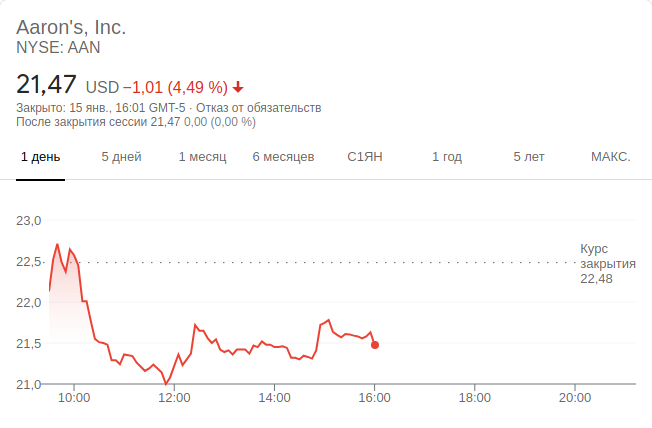 Aaron's, Inc.
NYSE: AAN
21,47 USD −1,01 (4,49 %)
Закрыто: 15 янв., 16:01 GMT-5 · Отказ от обязательств
После закрытия сессии 21,47 0,00 (0,00 %)
1 день 5 дней 1 месяц 6 месяцев С1ЯН 1 год 5 лет МАКС.
23,0
22,5
22,0
21,5
21,0
Курс
закрытия
22,48
10:00 12:00 14:00 16:00 18:00 20:00